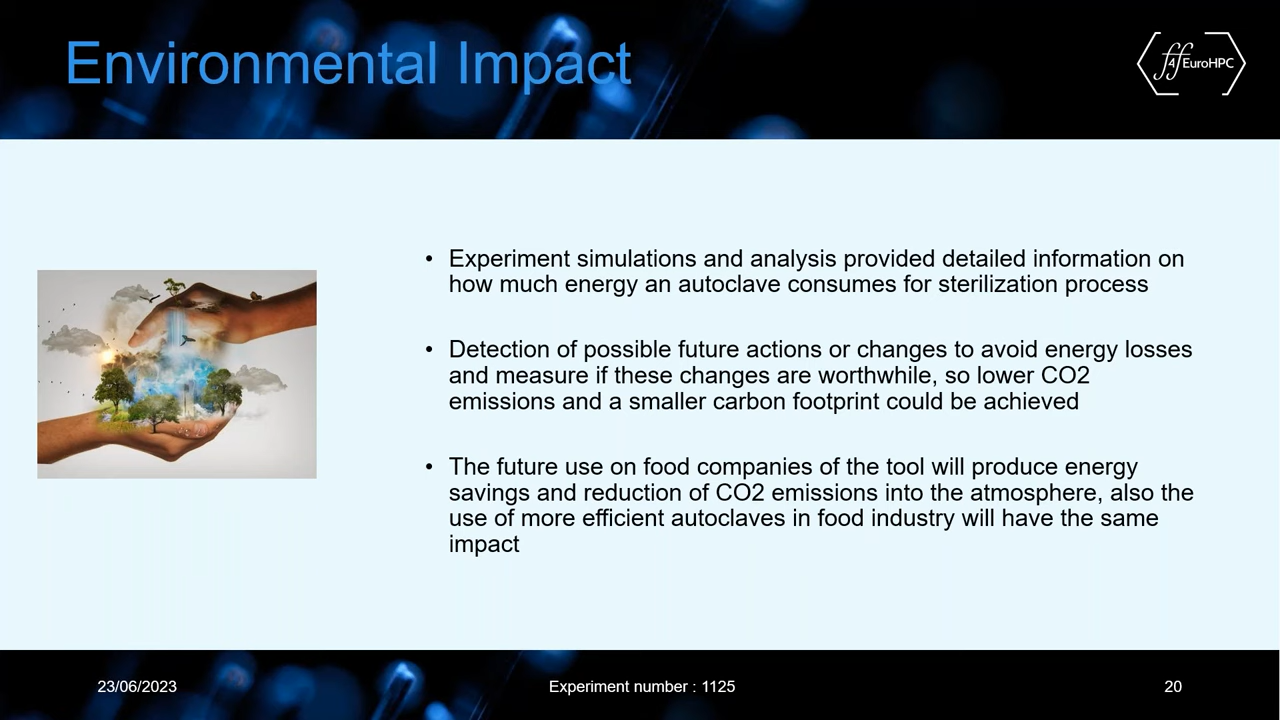 Environmental Impact
ff4EuroHPC
• Experiment simulations and analysis provided detailed information on
how much energy an autoclave consumes for sterilization process
• Detection of possible future actions or changes to avoid energy losses
and measure if these changes are worthwhile, so lower CO2
emissions and a smaller carbon footprint could be achieved
• The future use on food companies of the tool will produce energy
savings and reduction of CO2 emissions into the atmosphere, also the
use of more efficient autoclaves in food industry will have the same
impact
23/06/2023
Experiment number : 1125
20